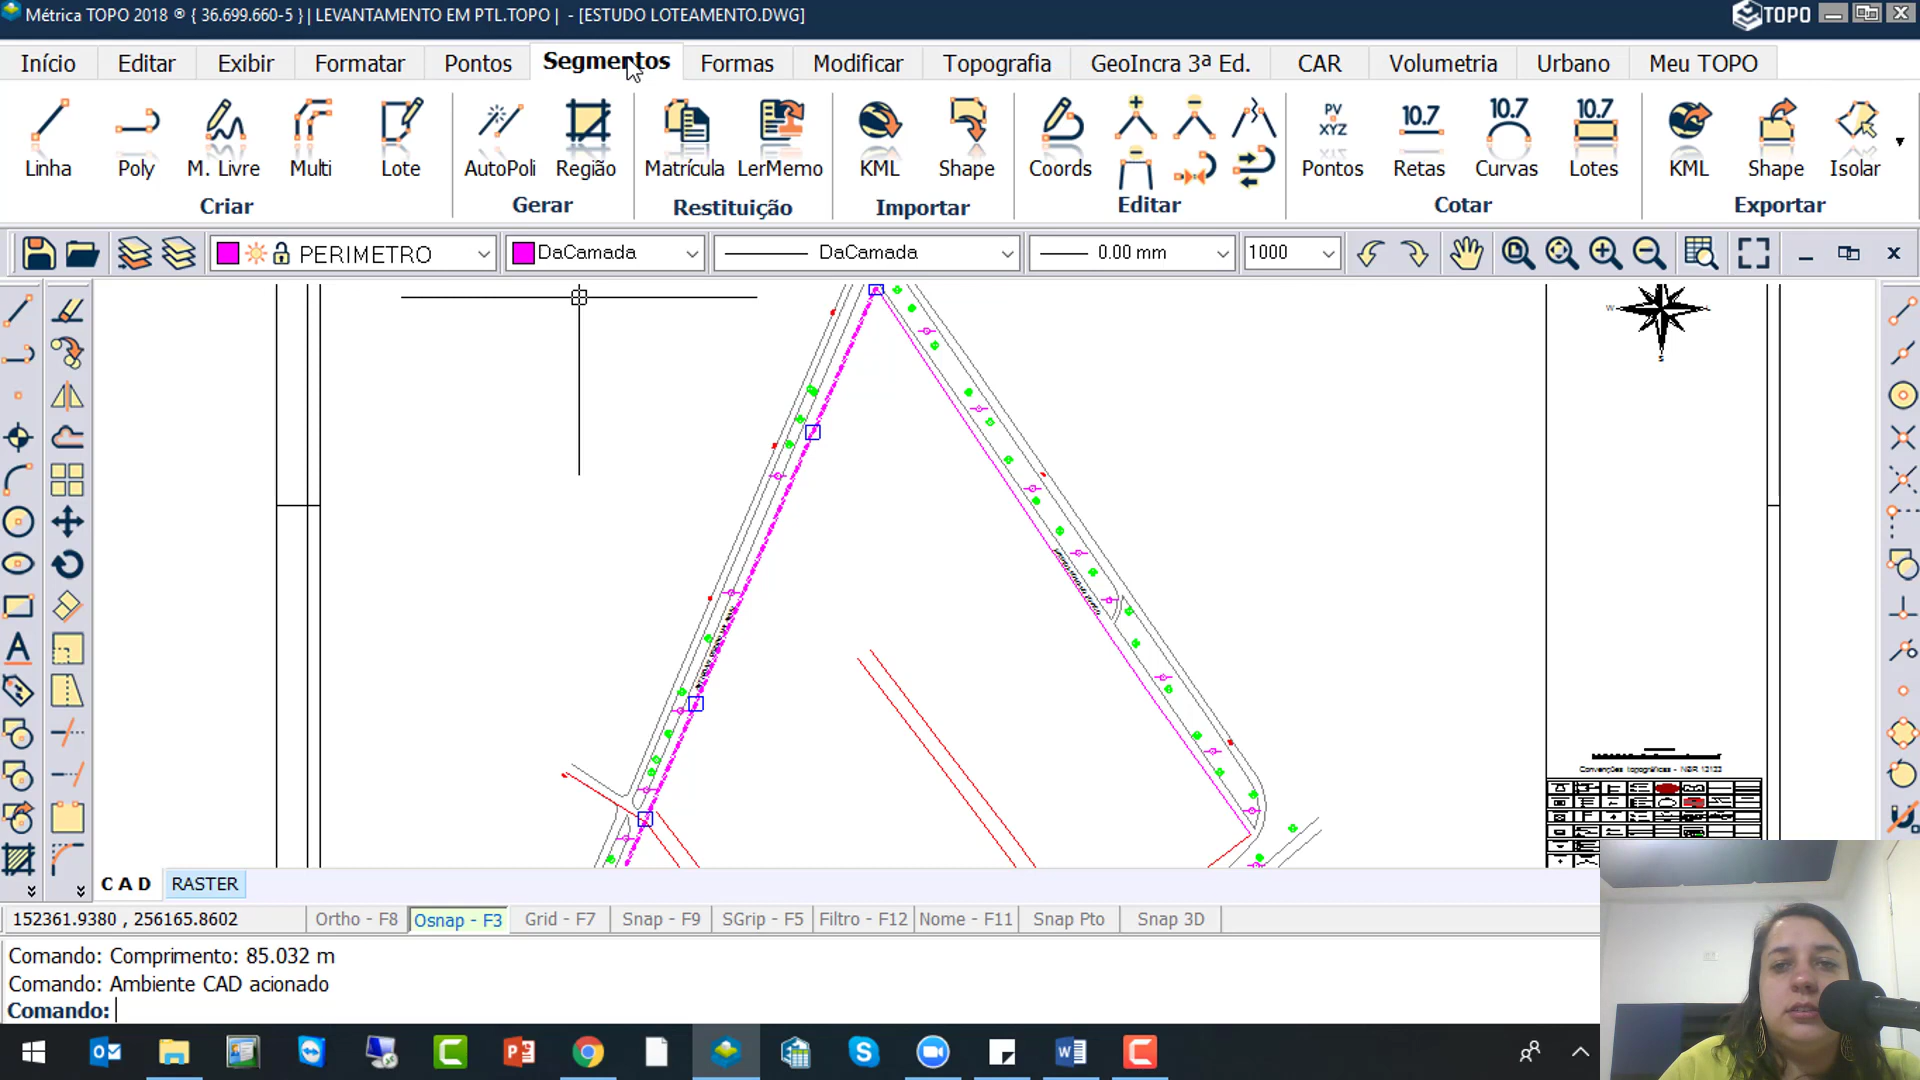 Métrica TOPO 2018 ® { 36.699.660-5 } | LEVANTAMENTO EM PTL.TOPO | - [ESTUDO LOTEAMENTO.DWG]
TOPO
Início Editar Exibir Formatar Pontos Segmentos Formas Modificar Topografia GeoIncra 3ª Ed. CAR Volumetria Urbano Meu TOPO
PV XYZ 10.7 10.7 10.7
Linha Poly M. Livre Multi Lote AutoPoli Região Matrícula LerMemo KML Shape Coords Pontos Retas Curvas Lotes KML Shape Isolar
Criar Gerar Restituição Importar Editar Cotar Exportar
PERIMETRO DaCamada DaCamada 0.00 mm 1000
Convenções topográficas - NBR 13133
C A D RASTER
152361.9380 , 256165.8602 Ortho - F8 Osnap - F3 Grid - F7 Snap - F9 SGrip - F5 Filtro - F12 Nome - F11 Snap Pto Snap 3D
Comando: Comprimento: 85.032 m
Comando: Ambiente CAD acionado
Comando: